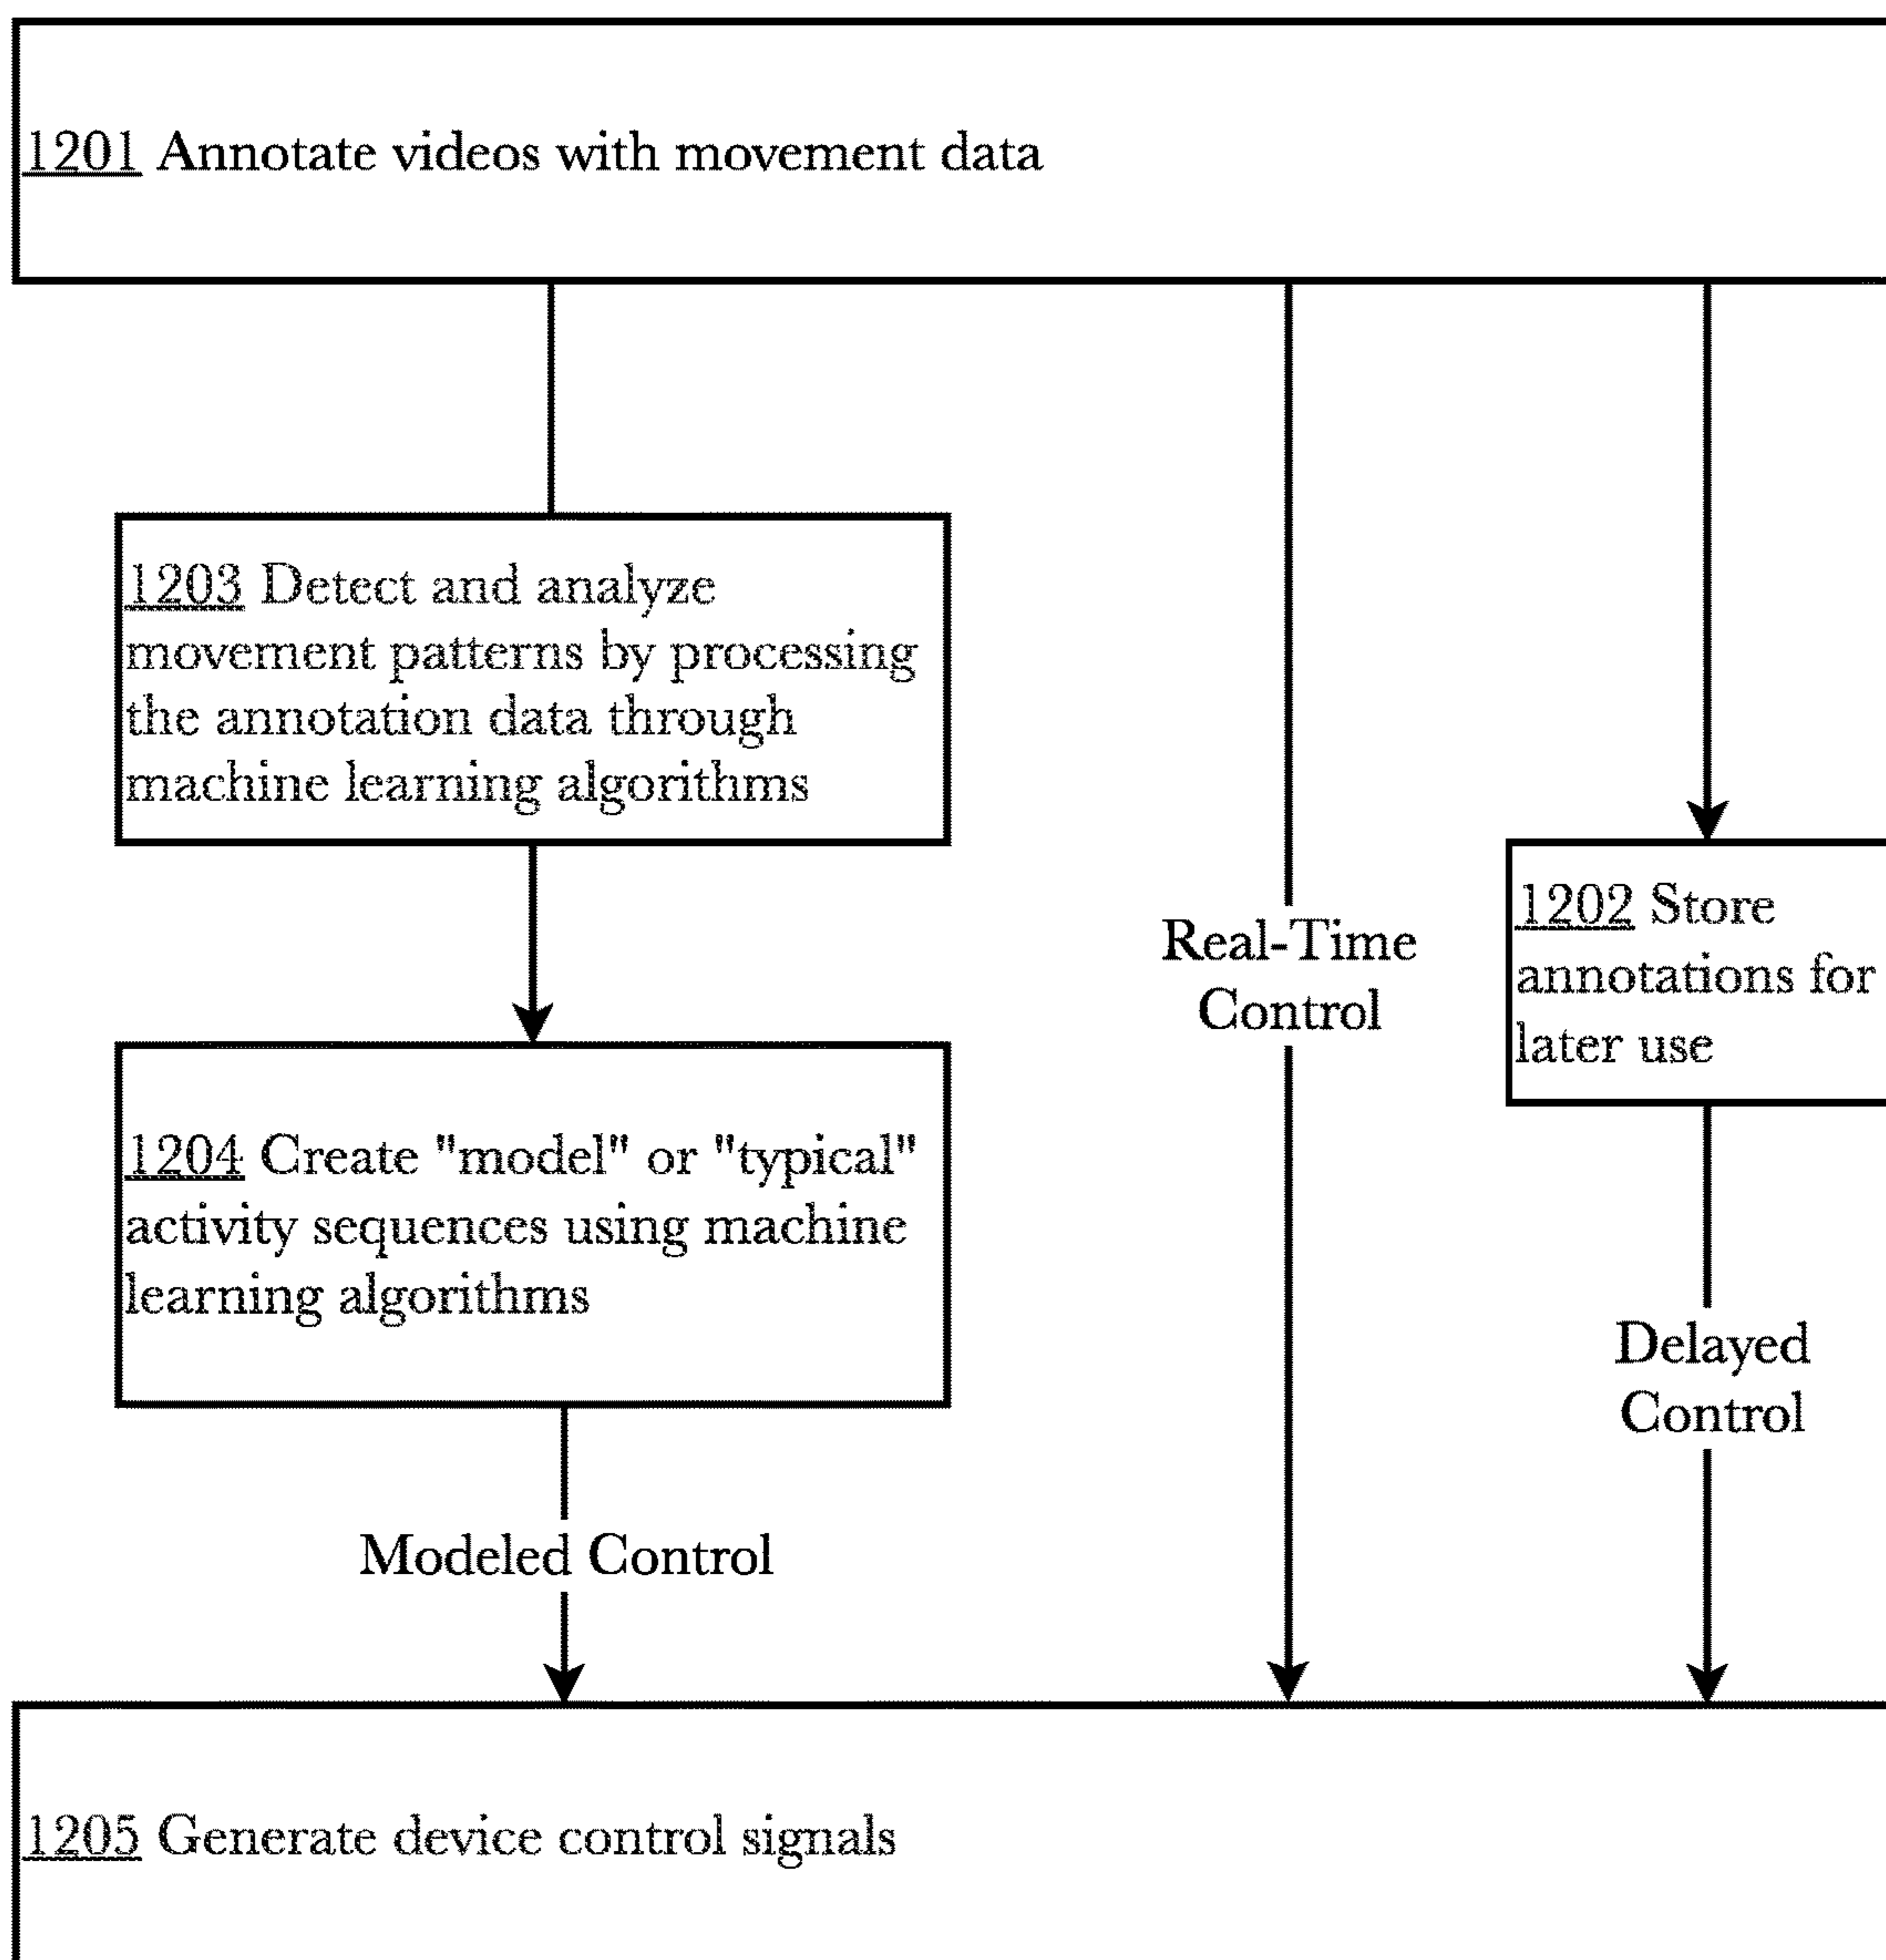 1201 Annotate videos with movement data
1203 Detect and analyze
movement patterns by processing
the annotation data through
machine learning algorithms
Real-Time
Control
1202 Store
annotations for
later use
1204 Create "model" or "typical"
activity sequences using machine
learning algorithms
Delayed
Control
Modeled Control
1205 Generate device control signals